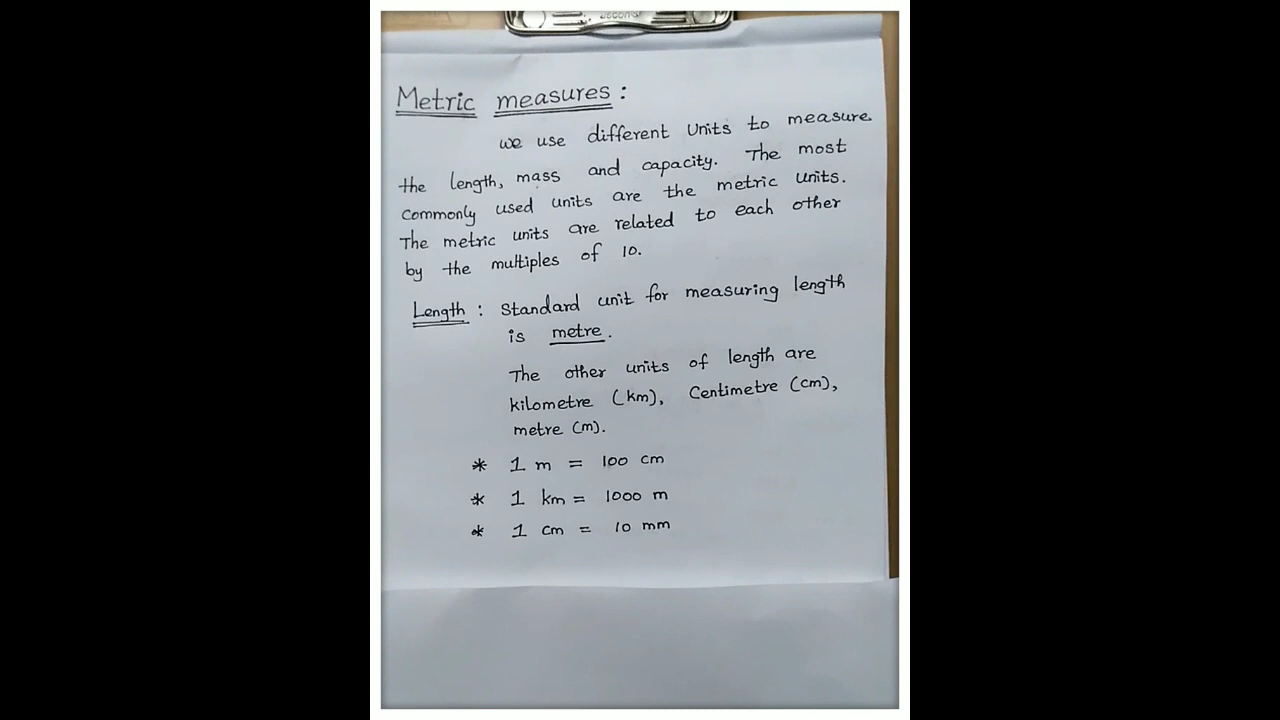 Metric measures :
we use different Units to measure
the length, mass and capacity. The most
commonly used units are the metric units.
The metric units are related to each other
by the multiples of 10.
Length : Standard unit for measuring length
is metre.
The other units of length are
kilometre (km), Centimetre (cm),
metre (m).
* 1 m = 100 cm
* 1 km = 1000 m
* 1 cm = 10 mm